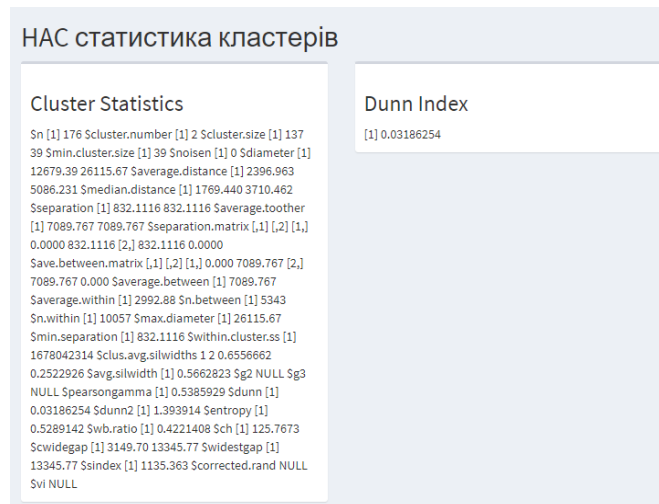 НАС статистика кластерів
Cluster Statistics
$n [1] 176 $cluster.number [1] 2 $cluster.size [1] 137
39 $min.cluster.size [1] 39 $noisen [1] 0 $diameter [1]
12679.39 26115.67 $average.distance [1] 2396.963
5086.231 $median.distance [1] 1769.440 3710.462
$separation [1] 832.1116 832.1116 $average.toother
[1] 7089.767 7089.767 $separation.matrix [,1] [,2] [1,]
0.0000 832.1116 [2,] 832.1116 0.0000
$ave.between.matrix [,1] [,2] [1,] 0.000 7089.767 [2,]
7089.767 0.000 $average.between [1] 7089.767
$average.within [1] 2992.88 $n.between [1] 5343
$n.within [1] 10057 $max.diameter [1] 26115.67
$min.separation [1] 832.1116 $within.cluster.ss [1]
1678042314 $clus.avg.silwidths 1 2 0.6556662
0.2522926 $avg.silwidth [1] 0.5662823 $g2 NULL $g3
NULL $pearsongamma [1] 0.5385929 $dunn [1]
0.03186254 $dunn2 [1] 1.393914 $entropy [1]
0.5289142 $wb.ratio [1] 0.4221408 $ch [1] 125.7673
$cwidegap [1] 3149.70 13345.77 $widestgap [1]
13345.77 $sindex [1] 1135.363 $corrected.rand NULL
$vi NULL
Dunn Index
[1] 0.03186254